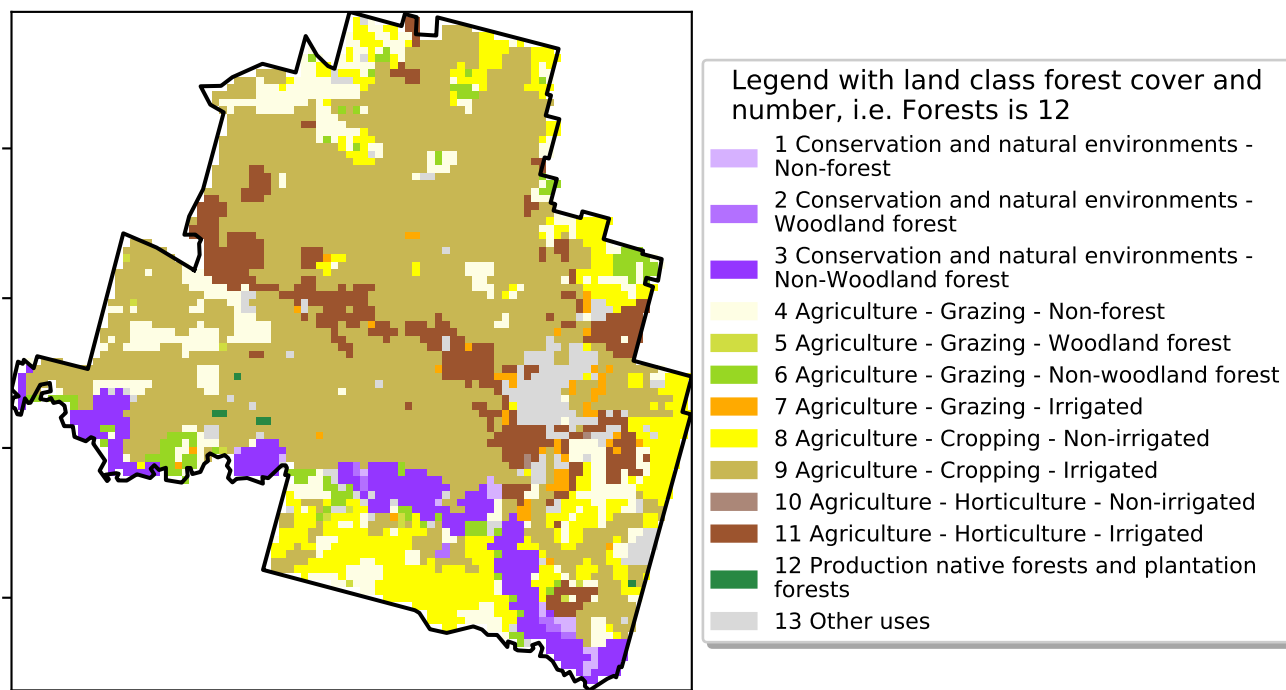 Legend with land class forest cover and
number, i.e. Forests is 12
1 Conservation and natural environments -
Non-forest
2 Conservation and natural environments -
Woodland forest
3 Conservation and natural environments -
Non-Woodland forest
4 Agriculture - Grazing - Non-forest
5 Agriculture - Grazing - Woodland forest
6 Agriculture - Grazing - Non-woodland forest
7 Agriculture - Grazing - Irrigated
8 Agriculture - Cropping - Non-irrigated
9 Agriculture - Cropping - Irrigated
10 Agriculture - Horticulture - Non-irrigated
11 Agriculture - Horticulture - Irrigated
12 Production native forests and plantation
forests
13 Other uses